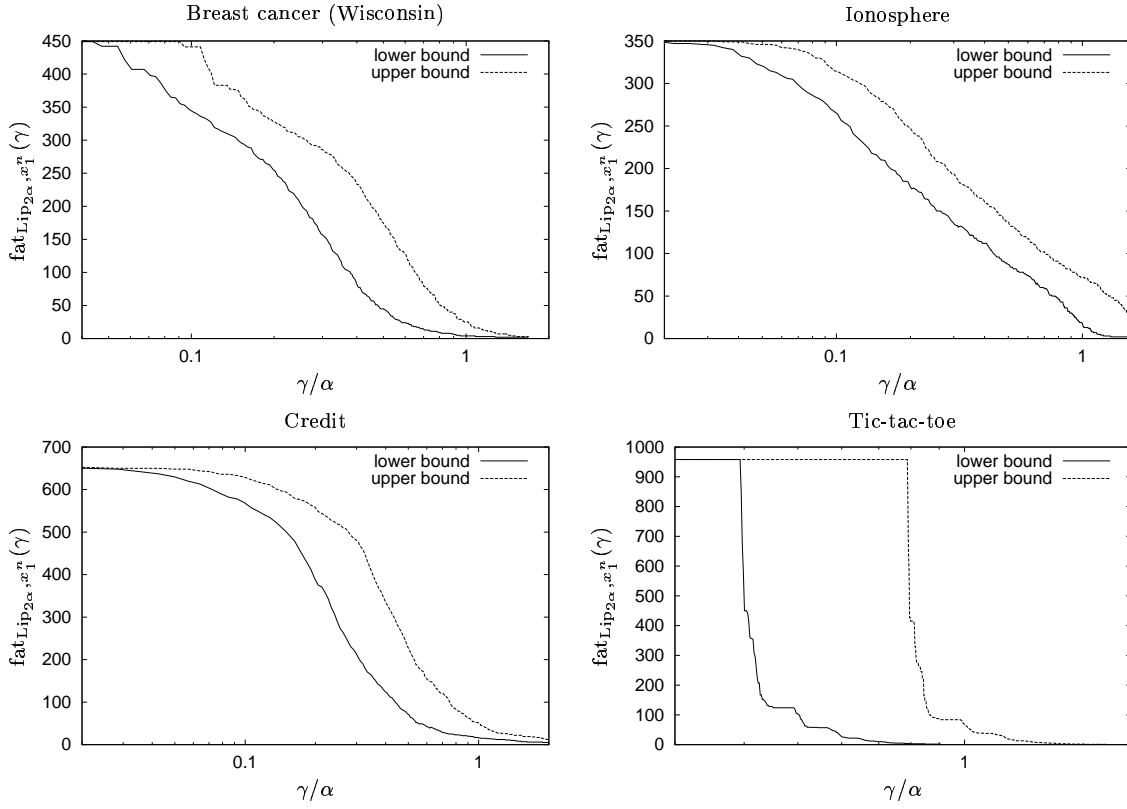 Breast cancer (Wisconsin)
lower bound
upper bound
450
400
350
300
250
200
150
100
50
0
0.1
1
fat_{Lip_{2α}, x_1^n}(γ)
γ/α
Ionosphere
lower bound
upper bound
350
300
250
200
150
100
50
0
0.1
1
fat_{Lip_{2α}, x_1^n}(γ)
γ/α
Credit
lower bound
upper bound
700
600
500
400
300
200
100
0
0.1
1
fat_{Lip_{2α}, x_1^n}(γ)
γ/α
Tic-tac-toe
lower bound
upper bound
1000
900
800
700
600
500
400
300
200
100
0
1
fat_{Lip_{2α}, x_1^n}(γ)
γ/α